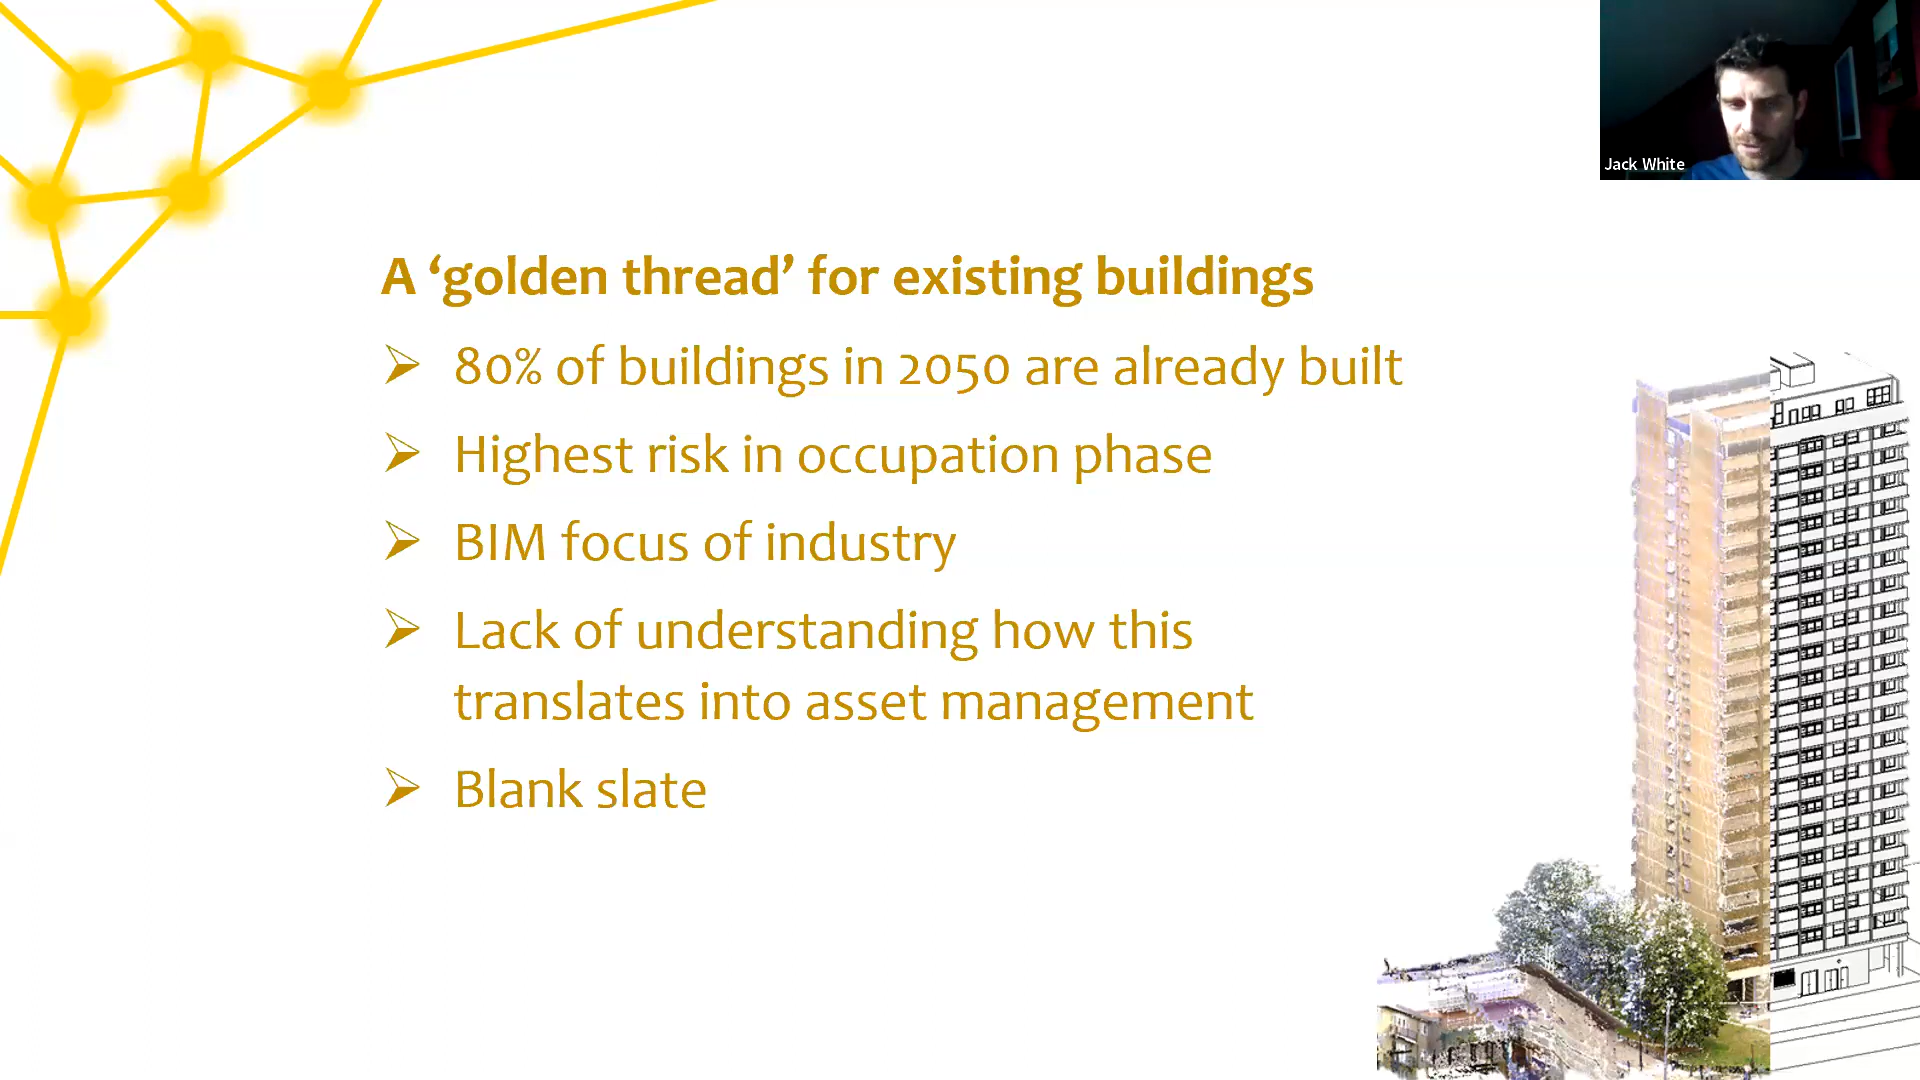 Jack White
A ‘golden thread’ for existing buildings
80% of buildings in 2050 are already built
Highest risk in occupation phase
BIM focus of industry
Lack of understanding how this
translates into asset management
Blank slate